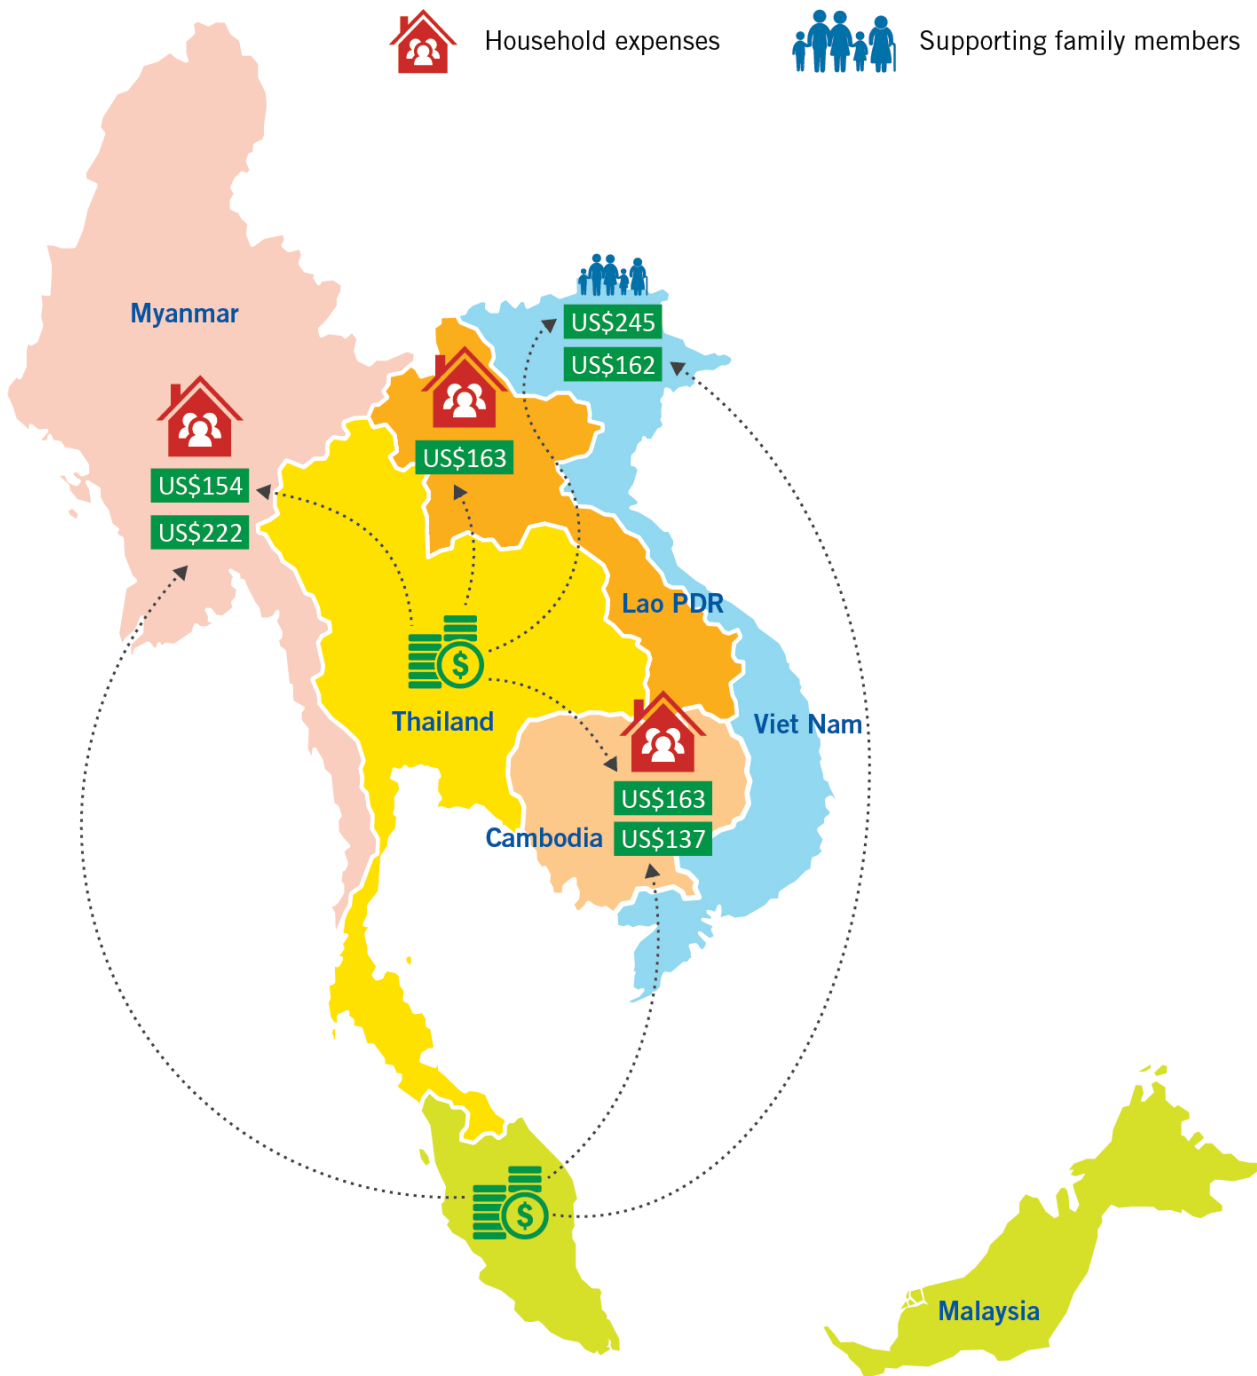 Household expenses
Supporting family members
Myanmar
US$245
US$162
US$163
US$154
US$222
Lao PDR
Thailand
Viet Nam
US$163
US$137
Cambodia
$
$
Malaysia